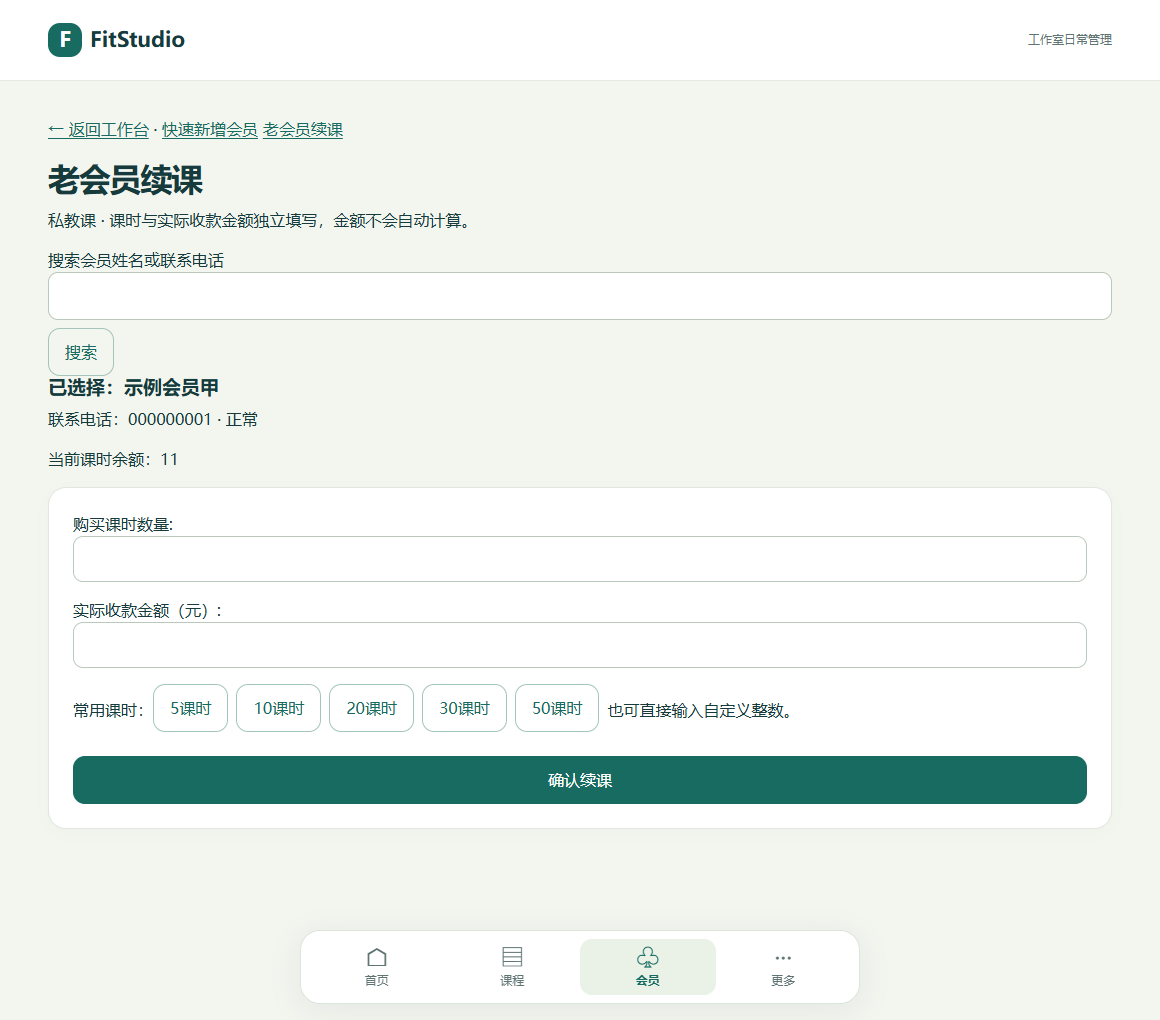 F FitStudio
工作室日常管理
← 返回工作台 · 快速新增会员 老会员续课
老会员续课
私教课 · 课时与实际收款金额独立填写，金额不会自动计算。
搜索会员姓名或联系电话
搜索
已选择：示例会员甲
联系电话：000000001 · 正常
当前课时余额：11
购买课时数量:
实际收款金额（元）:
常用课时： 5课时 10课时 20课时 30课时 50课时 也可直接输入自定义整数。
确认续课
首页 课程 会员 更多